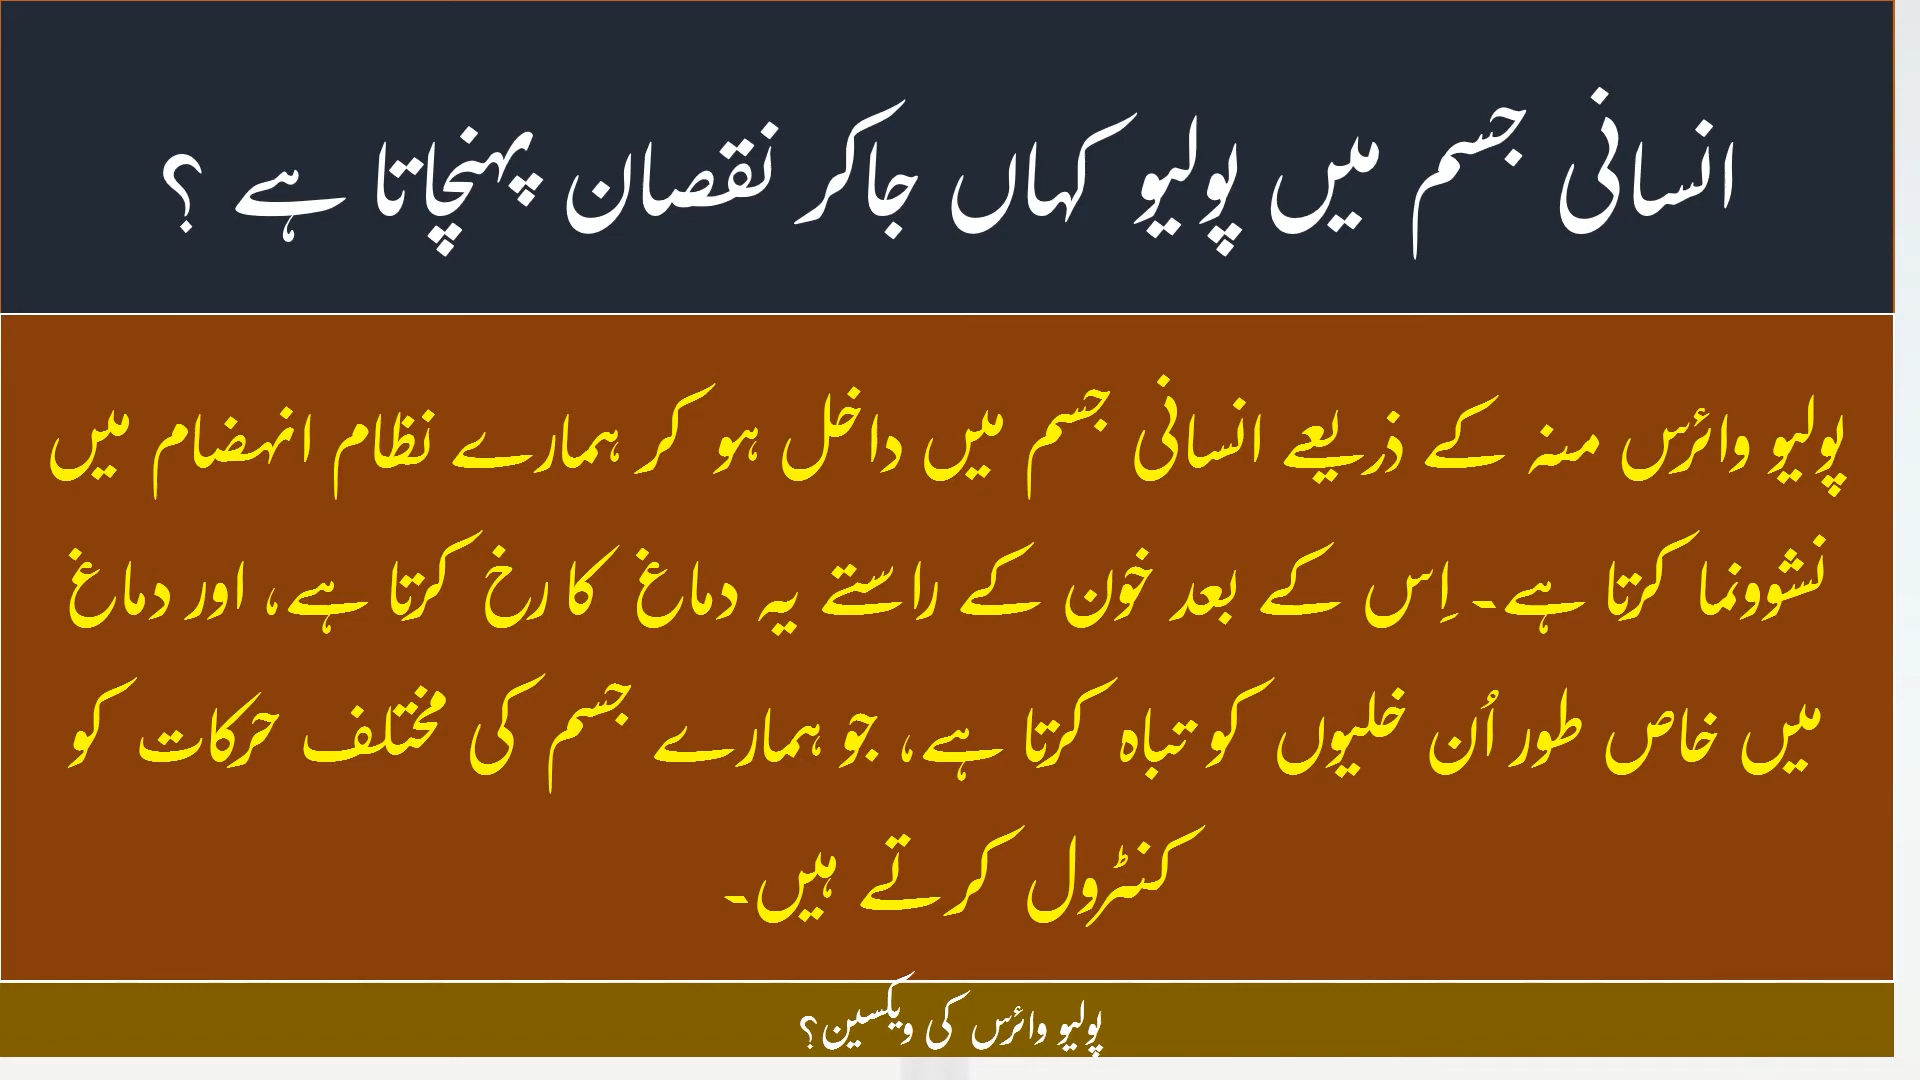 انسانی جسم میں پولیو کہاں جاکر نقصان پہنچاتا ہے ؟
پولیو وائرس منہ کے ذریعے انسانی جسم میں داخل ہو کر ہمارے نظام انہضام میں
نشوونما کرتا ہے۔ اِس کے بعد خون کے راستے یہ دماغ کا رخ کرتا ہے، اور دماغ
میں خاص طور اُن خلیوں کو تباہ کرتا ہے، جو ہمارے جسم کی مختلف حرکات کو
کنٹرول کرتے ہیں۔
پولیو وائرس کی ویکسین؟